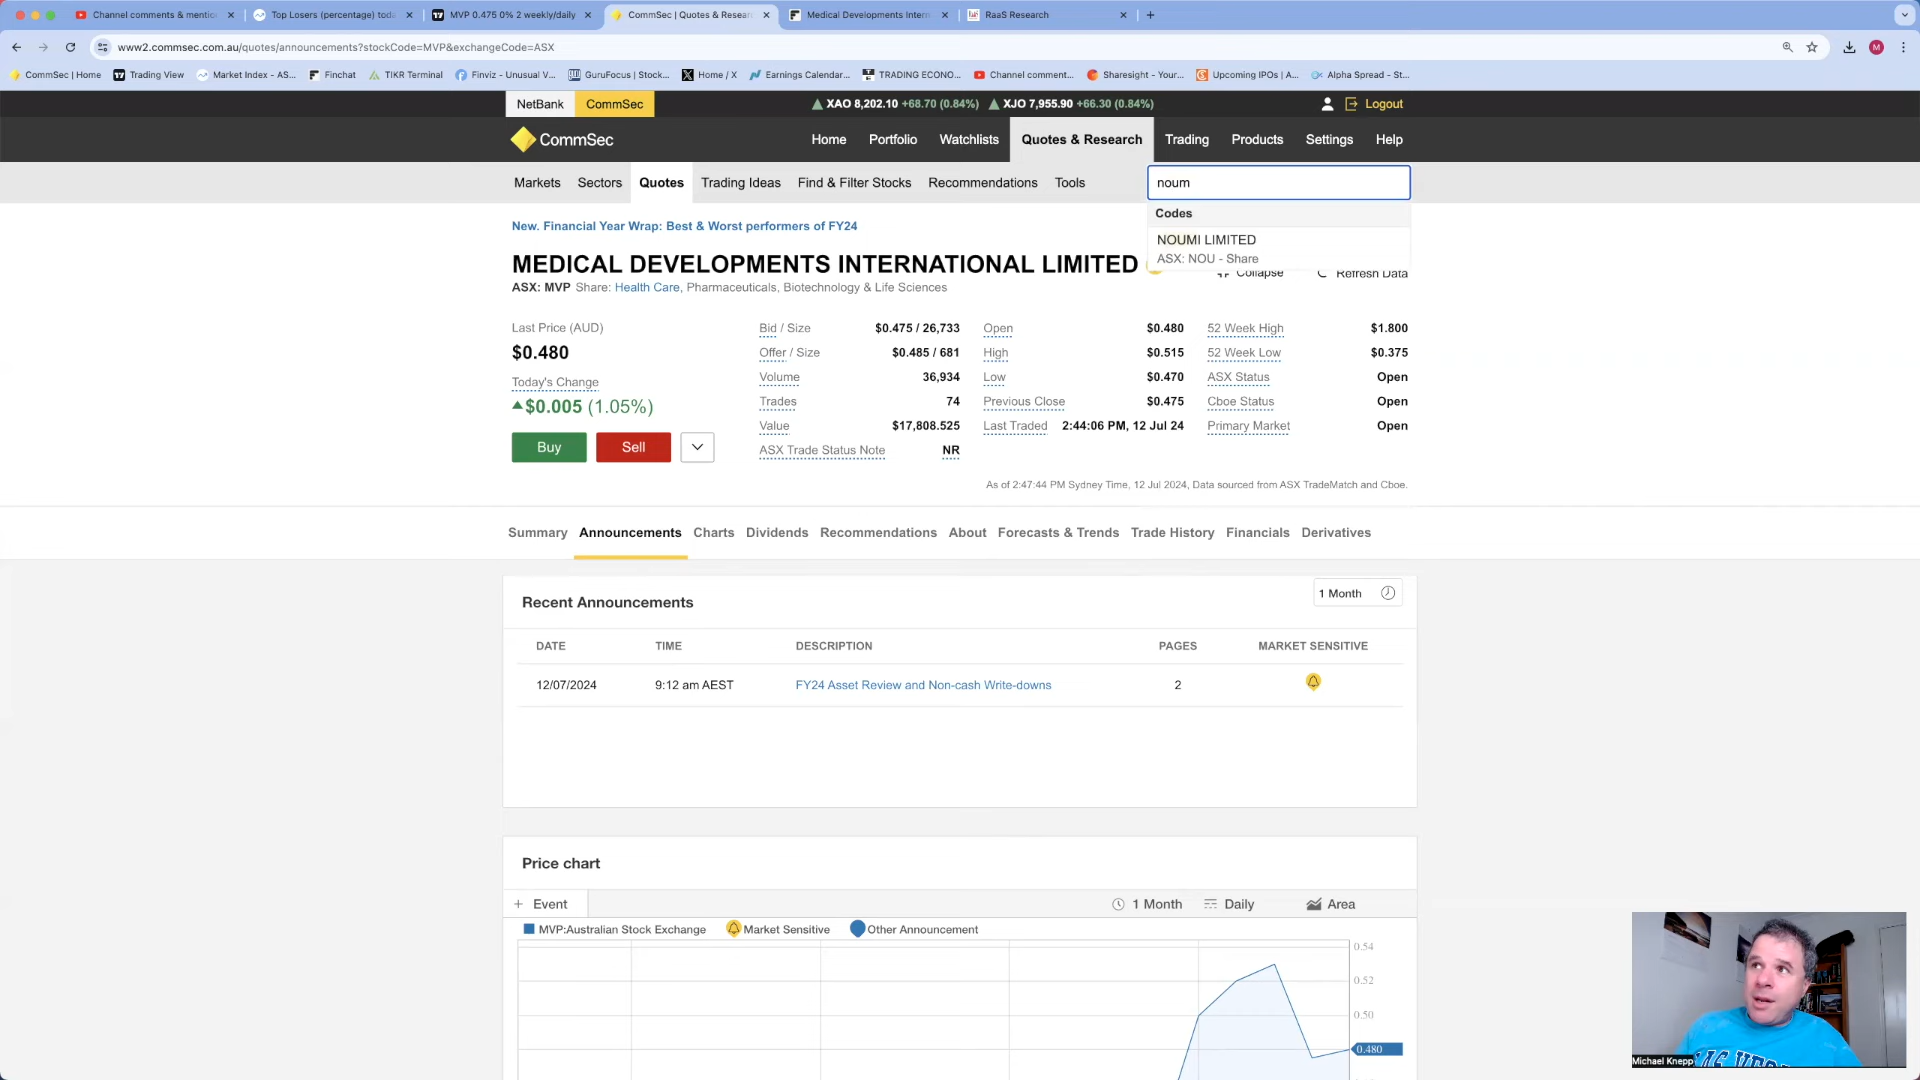 Channel comments & mentio
Top Losers (percentage) toda
MVP 0.475 0% 2 weekly/daily
CommSec | Quotes & Resear
Medical Developments Intern
RaaS Research
www2.commsec.com.au/quotes/announcements?stockCode=MVP&exchangeCode=ASX
CommSec | Home
Trading View
Market Index - AS...
Finchat
TIKR Terminal
Finviz - Unusual V...
GuruFocus | Stock...
Home / X
Earnings Calendar...
TRADING ECONO...
Channel comment...
Sharesight - Your...
Upcoming IPOs | A...
Alpha Spread - St...
NetBank
CommSec
XAO 8,202.10 +68.70 (0.84%)
XJO 7,955.90 +66.30 (0.84%)
Logout
CommSec
Home
Portfolio
Watchlists
Quotes & Research
Trading
Products
Settings
Help
Markets
Sectors
Quotes
Trading Ideas
Find & Filter Stocks
Recommendations
Tools
noum
Codes
NOUMI LIMITED
ASX: NOU - Share
New. Financial Year Wrap: Best & Worst performers of FY24
MEDICAL DEVELOPMENTS INTERNATIONAL LIMITED
Collapse
Refresh Data
ASX: MVP Share: Health Care, Pharmaceuticals, Biotechnology & Life Sciences
Last Price (AUD)
$0.480
Today's Change
$0.005 (1.05%)
Buy
Sell
Bid / Size $0.475 / 26,733
Offer / Size $0.485 / 681
Volume 36,934
Trades 74
Value $17,808.525
ASX Trade Status Note NR
Open $0.480
High $0.515
Low $0.470
Previous Close $0.475
Last Traded 2:44:06 PM, 12 Jul 24
52 Week High $1.800
52 Week Low $0.375
ASX Status Open
Cboe Status Open
Primary Market Open
As of 2:47:44 PM Sydney Time, 12 Jul 2024, Data sourced from ASX TradeMatch and Cboe.
Summary
Announcements
Charts
Dividends
Recommendations
About
Forecasts & Trends
Trade History
Financials
Derivatives
Recent Announcements
1 Month
DATE TIME DESCRIPTION PAGES MARKET SENSITIVE
12/07/2024 9:12 am AEST FY24 Asset Review and Non-cash Write-downs 2
Price chart
+ Event
1 Month
Daily
Area
MVP:Australian Stock Exchange
Market Sensitive
Other Announcement
0.54
0.52
0.50
0.480
M
Michael Knepp